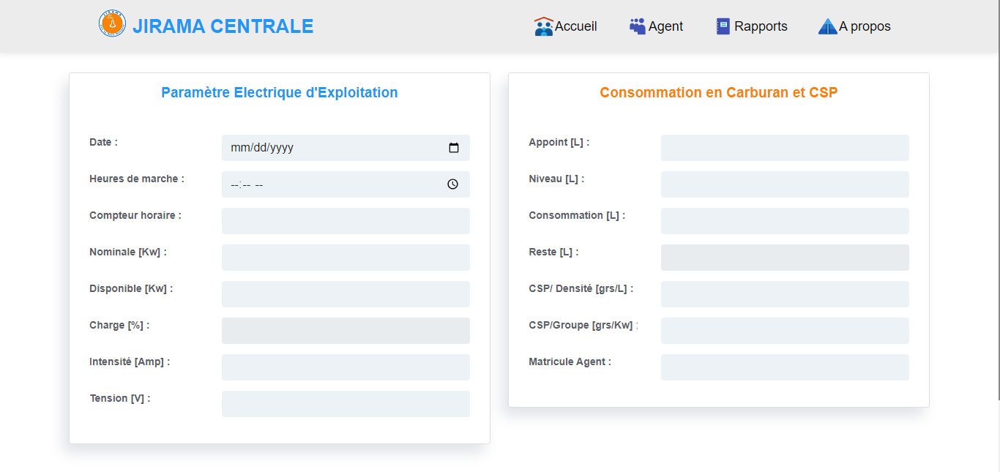 JIRAMA
JIRAMA CENTRALE
Accueil
Agent
Rapports
A propos
Paramètre Electrique d'Exploitation
Date :
mm/dd/yyyy
Heures de marche :
--:-- --
Compteur horaire :
Nominale [Kw] :
Disponible [Kw] :
Charge [%] :
Intensité [Amp] :
Tension [V] :
Consommation en Carburan et CSP
Appoint [L] :
Niveau [L] :
Consommation [L] :
Reste [L] :
CSP/ Densité [grs/L] :
CSP/Groupe [grs/Kw] :
Matricule Agent :